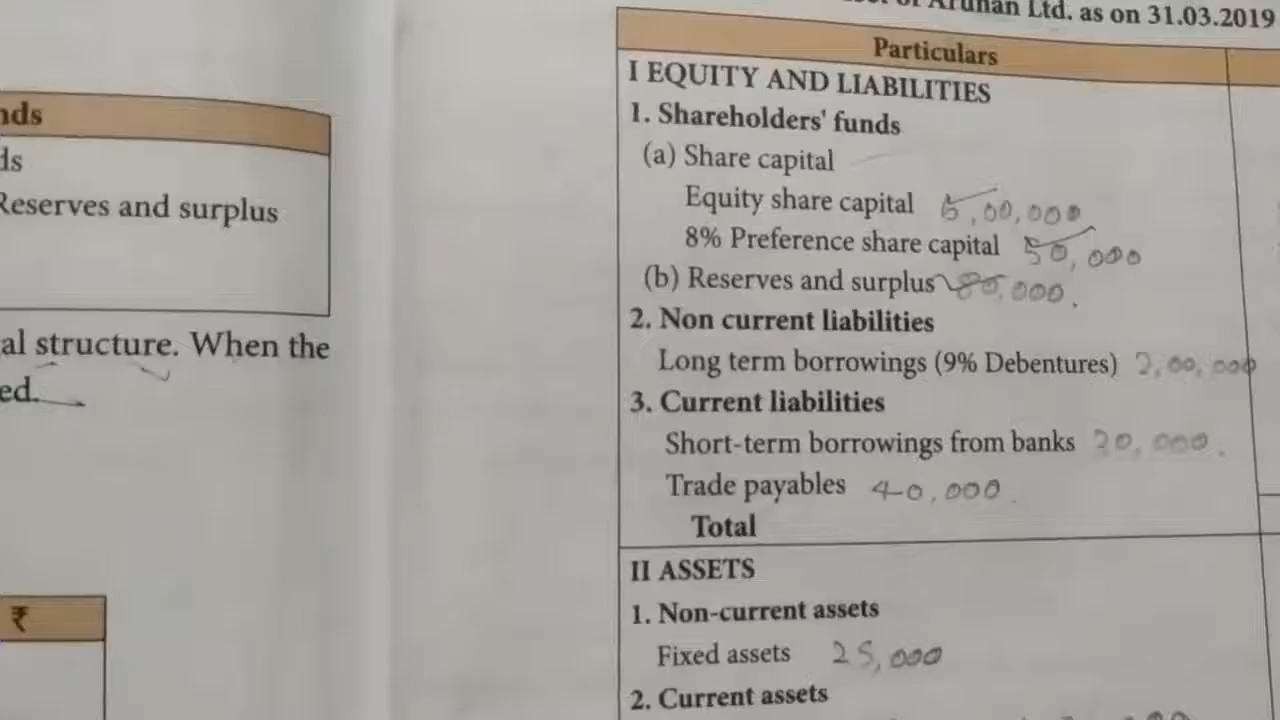 nds
ds
Reserves and surplus
al structure. When the
ed.
₹
Ltd. as on 31.03.2019
Particulars
I EQUITY AND LIABILITIES
1. Shareholders' funds
(a) Share capital
Equity share capital 5,00,000
8% Preference share capital 50,000
(b) Reserves and surplus 80,000.
2. Non current liabilities
Long term borrowings (9% Debentures) 2,00,000
3. Current liabilities
Short-term borrowings from banks 20,000.
Trade payables 40,000.
Total
II ASSETS
1. Non-current assets
Fixed assets 25,000
2. Current assets